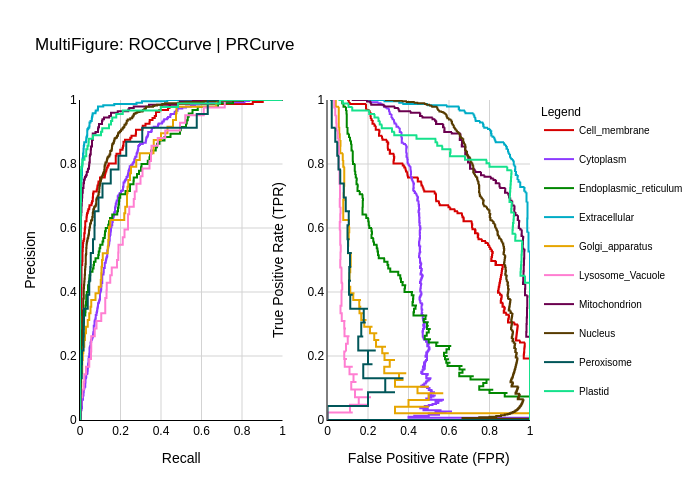 MultiFigure: ROCCurve | PRCurve
Precision
1
0.8
0.6
0.4
0.2
0
0
0.2
0.4
0.6
0.8
1
Recall
True Positive Rate (TPR)
1
0.8
0.6
0.4
0.2
0
0
0.2
0.4
0.6
0.8
1
False Positive Rate (FPR)
Legend
Cell_membrane
Cytoplasm
Endoplasmic_reticulum
Extracellular
Golgi_apparatus
Lysosome_Vacuole
Mitochondrion
Nucleus
Peroxisome
Plastid